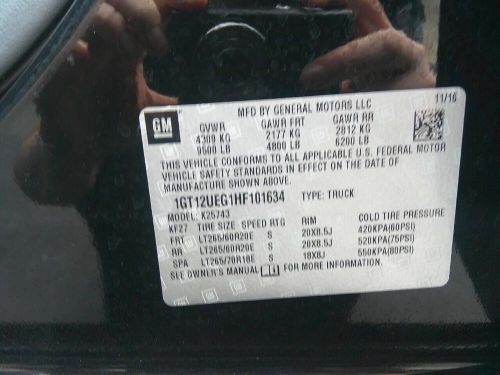 MFD BY GENERAL MOTORS LLC
11/16
GM
GVWR GAWR FRT GAWR RR
4309 KG 2177 KG 2812 KG
9500 LB 4800 LB 6200 LB
THIS VEHICLE CONFORMS TO ALL APPLICABLE U.S. FEDERAL MOTOR
VEHICLE SAFETY STANDARDS IN EFFECT ON THE DATE OF
MANUFACTURE SHOWN ABOVE.
1GT12UEG1HF101634 TYPE: TRUCK
MODEL: K25743
KF27 TIRE SIZE SPEED RTG RIM COLD TIRE PRESSURE
FRT LT265/60R20E S 20X8.5J 420KPA(60PSI)
RR LT265/60R20E S 20X8.5J 520KPA(75PSI)
SPA LT265/70R18E S 18X8J 550KPA(80PSI)
SEE OWNER'S MANUAL FOR MORE INFORMATION.